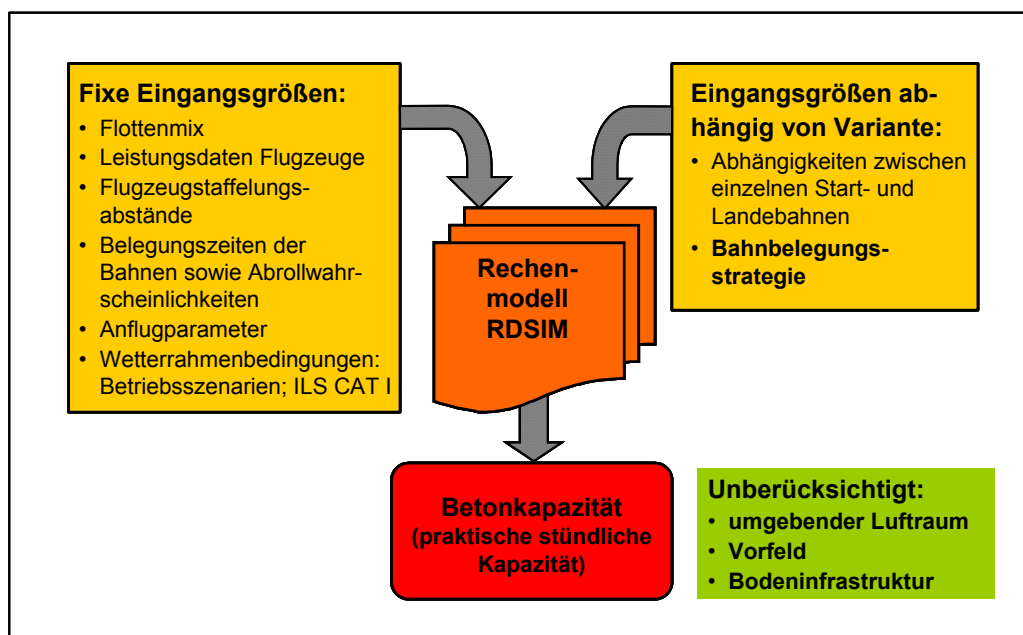 Fixe Eingangsgrößen:
• Flottenmix
• Leistungsdaten Flugzeuge
• Flugzeugstaffelungs-
abstände
• Belegungszeiten der
Bahnen sowie Abrollwahr-
scheinlichkeiten
• Anflugparameter
• Wetterrahmenbedingungen:
Betriebsszenarien; ILS CAT I
Eingangsgrößen ab-
hängig von Variante:
• Abhängigkeiten zwischen
einzelnen Start- und
Landebahnen
• Bahnbelegungs-
strategie
Rechen-
modell
RDSIM
Betonkapazität
(praktische stündliche
Kapazität)
Unberücksichtigt:
• umgebender Luftraum
• Vorfeld
• Bodeninfrastruktur